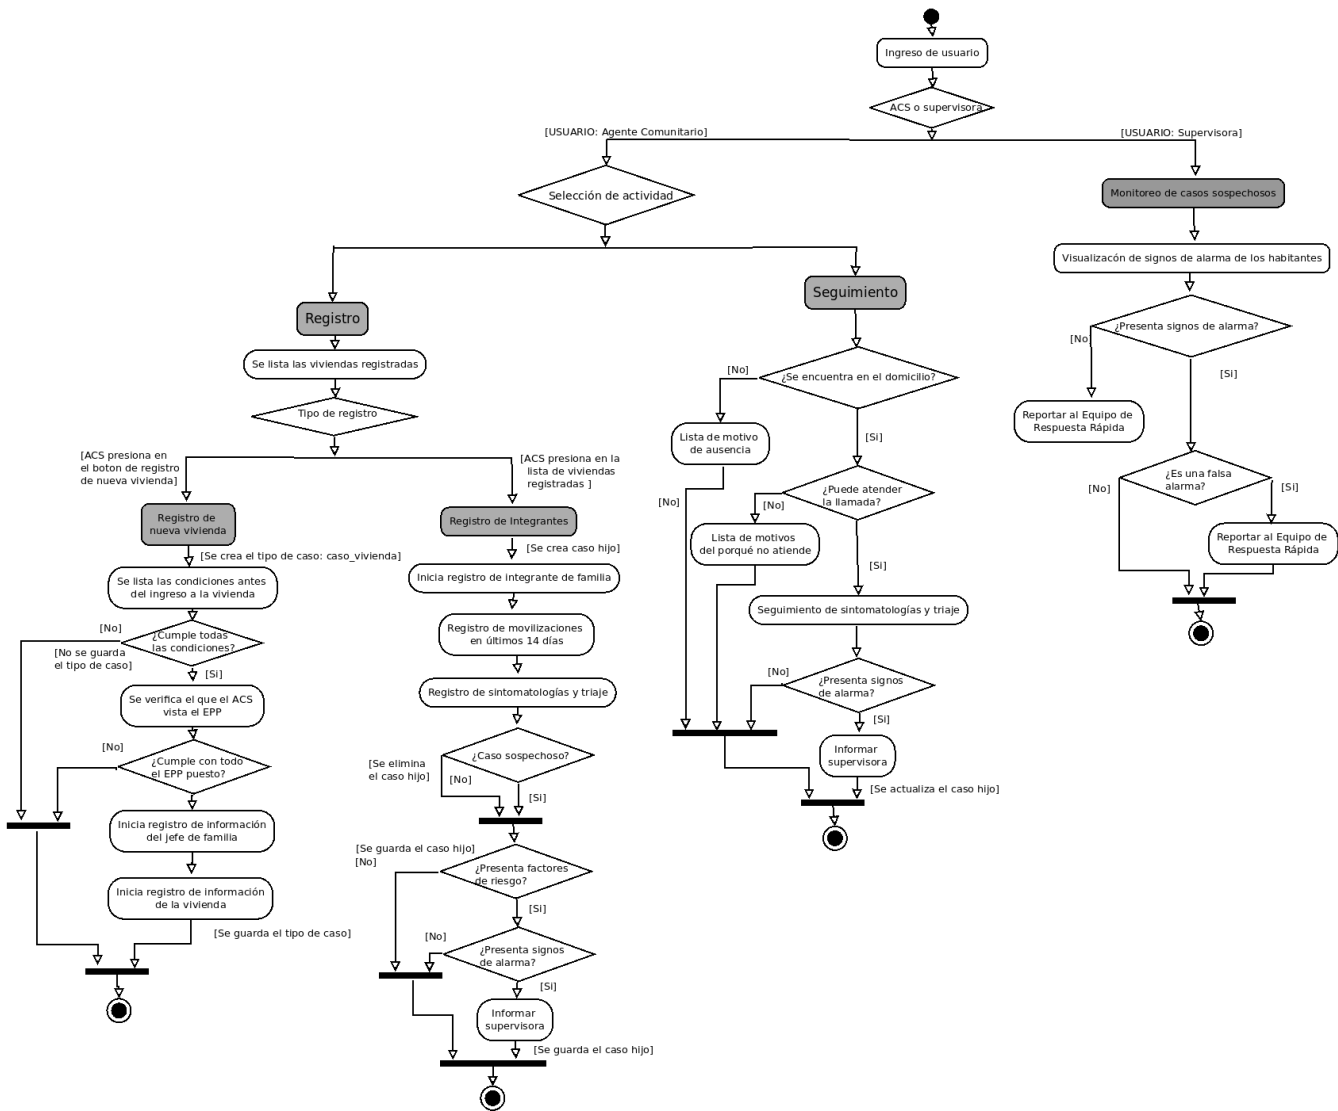 Ingreso de usuario
ACS o supervisora
[USUARIO: Agente Comunitario]
[USUARIO: Supervisora]
Selección de actividad
Monitoreo de casos sospechosos
Visualizacón de signos de alarma de los habitantes
¿Presenta signos de alarma?
[No]
[Si]
Reportar al Equipo de
Respuesta Rápida
¿Es una falsa
alarma?
[No]
[Si]
Reportar al Equipo de
Respuesta Rápida
Registro
Se lista las viviendas registradas
Tipo de registro
[ACS presiona en
el boton de registro
de nueva vivienda]
[ACS presiona en la
lista de viviendas
registradas ]
Registro de
nueva vivienda
[Se crea el tipo de caso: caso_vivienda]
Se lista las condiciones antes
del ingreso a la vivienda
[No]
¿Cumple todas
las condiciones?
[No se guarda
el tipo de caso]
[Si]
Se verifica el que el ACS
vista el EPP
[No]
¿Cumple con todo
el EPP puesto?
Inicia registro de información
del jefe de familia
Inicia registro de información
de la vivienda
[Se guarda el tipo de caso]
Registro de Integrantes
[Se crea caso hijo]
Inicia registro de integrante de familia
Registro de movilizaciones
en últimos 14 días
Registro de sintomatologías y triaje
¿Caso sospechoso?
[Se elimina
el caso hijo]
[No]
[Si]
[Se guarda el caso hijo]
[No]
¿Presenta factores
de riesgo?
[Si]
[No]
¿Presenta signos
de alarma?
[Si]
Informar
supervisora
[Se guarda el caso hijo]
Seguimiento
[No]
¿Se encuentra en el domicilio?
Lista de motivo
de ausencia
[Si]
[No]
¿Puede atender
la llamada?
[No]
Lista de motivos
del porqué no atiende
[Si]
Seguimiento de sintomatologías y triaje
[No]
¿Presenta signos
de alarma?
[Si]
Informar
supervisora
[Se actualiza el caso hijo]